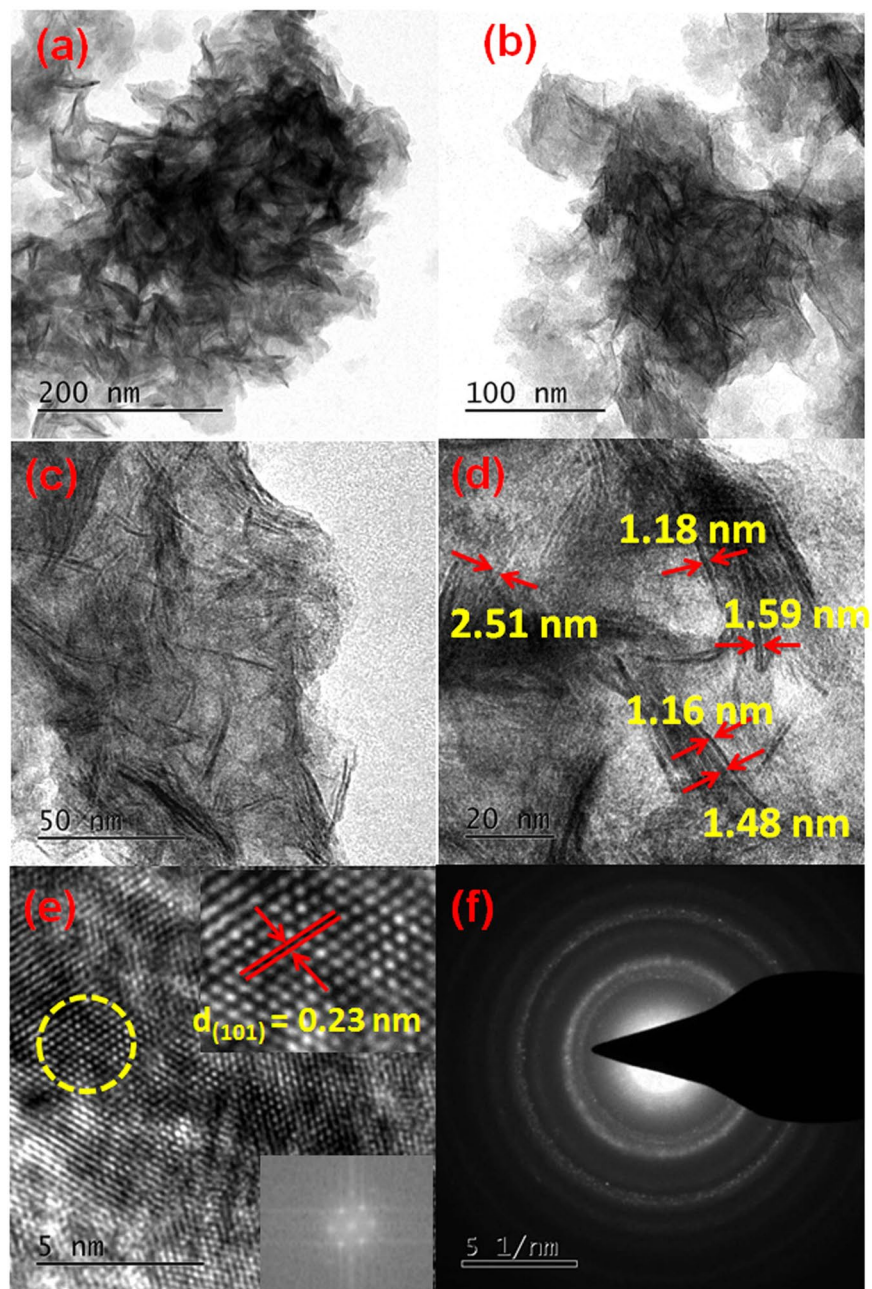 (a)
(b)
200 nm
100 nm
(c)
(d)
1.18 nm
2.51 nm
1.59 nm
1.16 nm
1.48 nm
50 nm
20 nm
(e)
(f)
d(101) = 0.23 nm
5 nm
5 1/nm